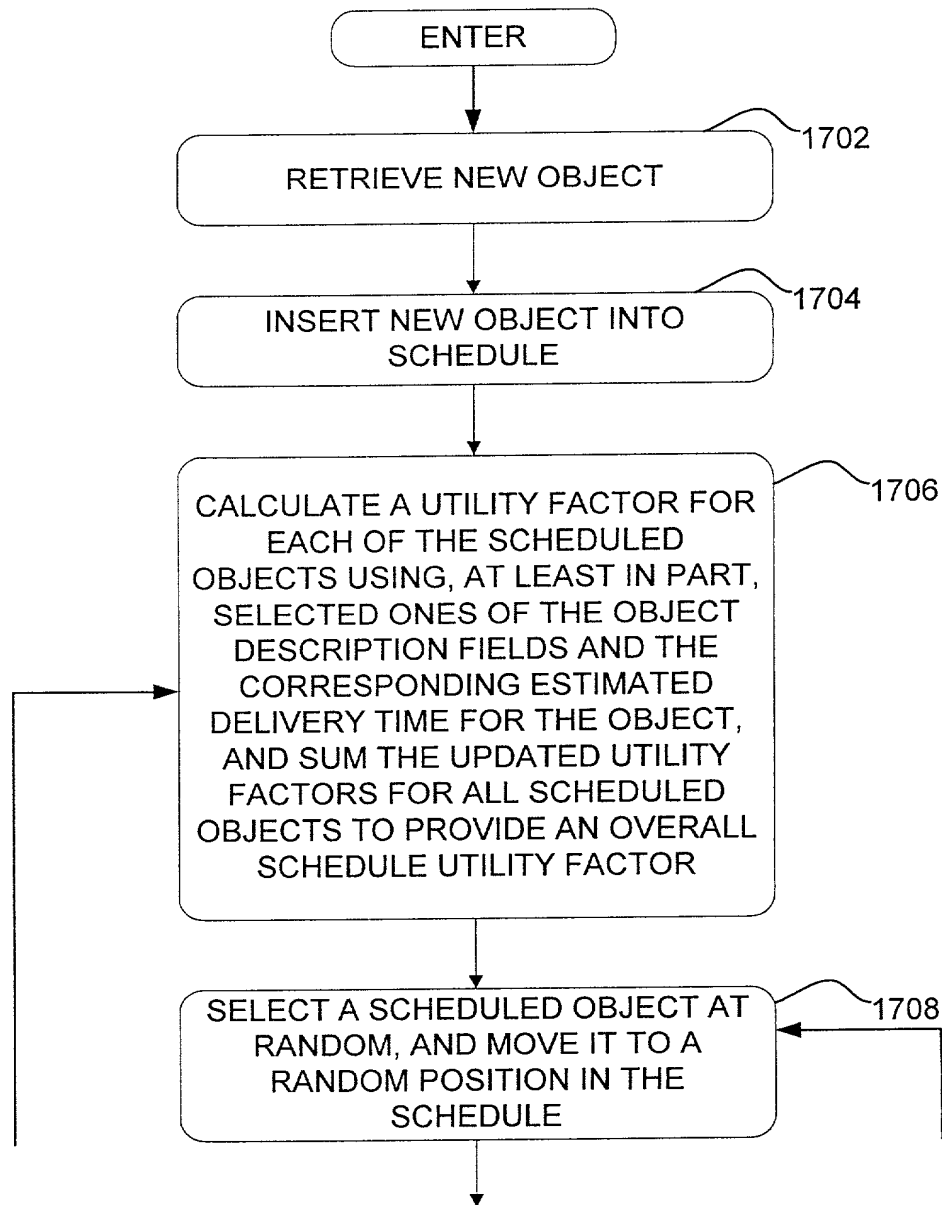 ENTER
1702
RETRIEVE NEW OBJECT
1704
INSERT NEW OBJECT INTO
SCHEDULE
1706
CALCULATE A UTILITY FACTOR FOR
EACH OF THE SCHEDULED
OBJECTS USING, AT LEAST IN PART,
SELECTED ONES OF THE OBJECT
DESCRIPTION FIELDS AND THE
CORRESPONDING ESTIMATED
DELIVERY TIME FOR THE OBJECT,
AND SUM THE UPDATED UTILITY
FACTORS FOR ALL SCHEDULED
OBJECTS TO PROVIDE AN OVERALL
SCHEDULE UTILITY FACTOR
1708
SELECT A SCHEDULED OBJECT AT
RANDOM, AND MOVE IT TO A
RANDOM POSITION IN THE
SCHEDULE